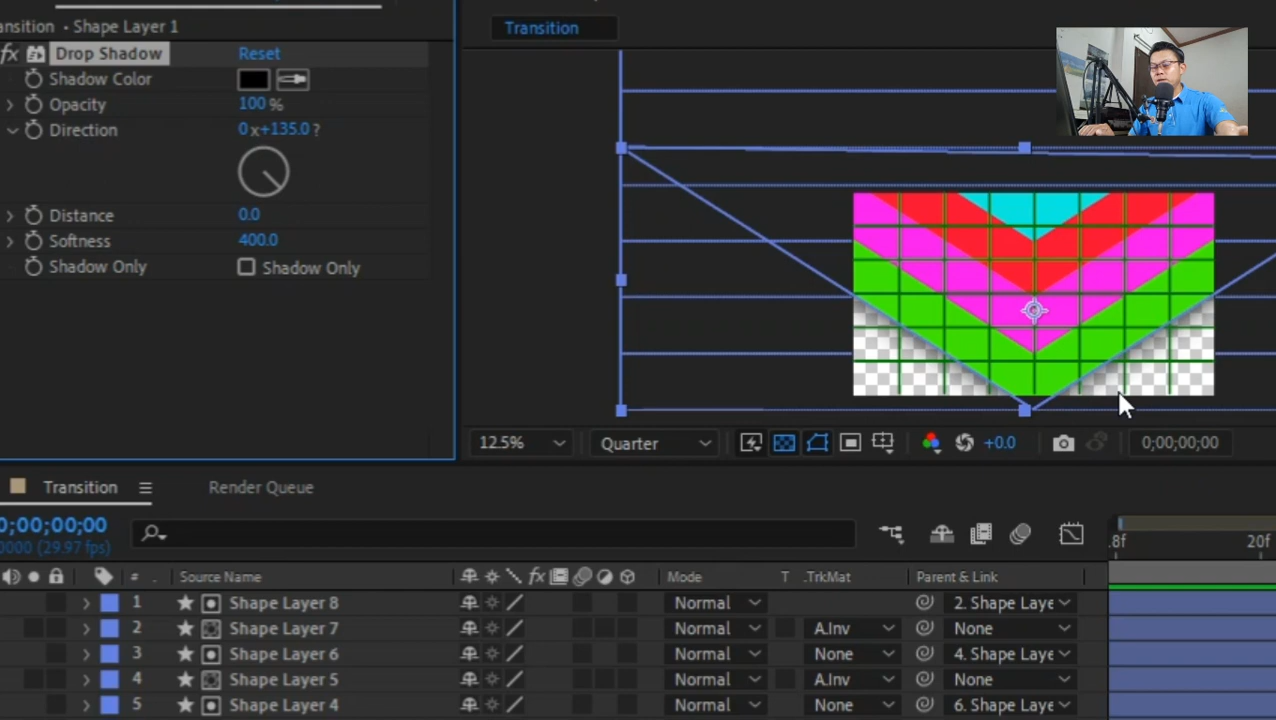 ansition • Shape Layer 1
fx Drop Shadow Reset
Shadow Color
Opacity 100 %
Direction 0x+135.0 ?
Distance 0.0
Softness 400.0
Shadow Only Shadow Only
Transition
12.5% Quarter +0.0 0;00;00;00
Transition Render Queue
0;00;00;00
0000 (29.97 fps)
.8f 20f
# Source Name fx Mode T .TrkMat Parent & Link
1 Shape Layer 8 Normal 2. Shape Laye
2 Shape Layer 7 Normal A.Inv None
3 Shape Layer 6 Normal None 4. Shape Laye
4 Shape Layer 5 Normal A.Inv None
5 Shape Layer 4 Normal None 6. Shape Laye